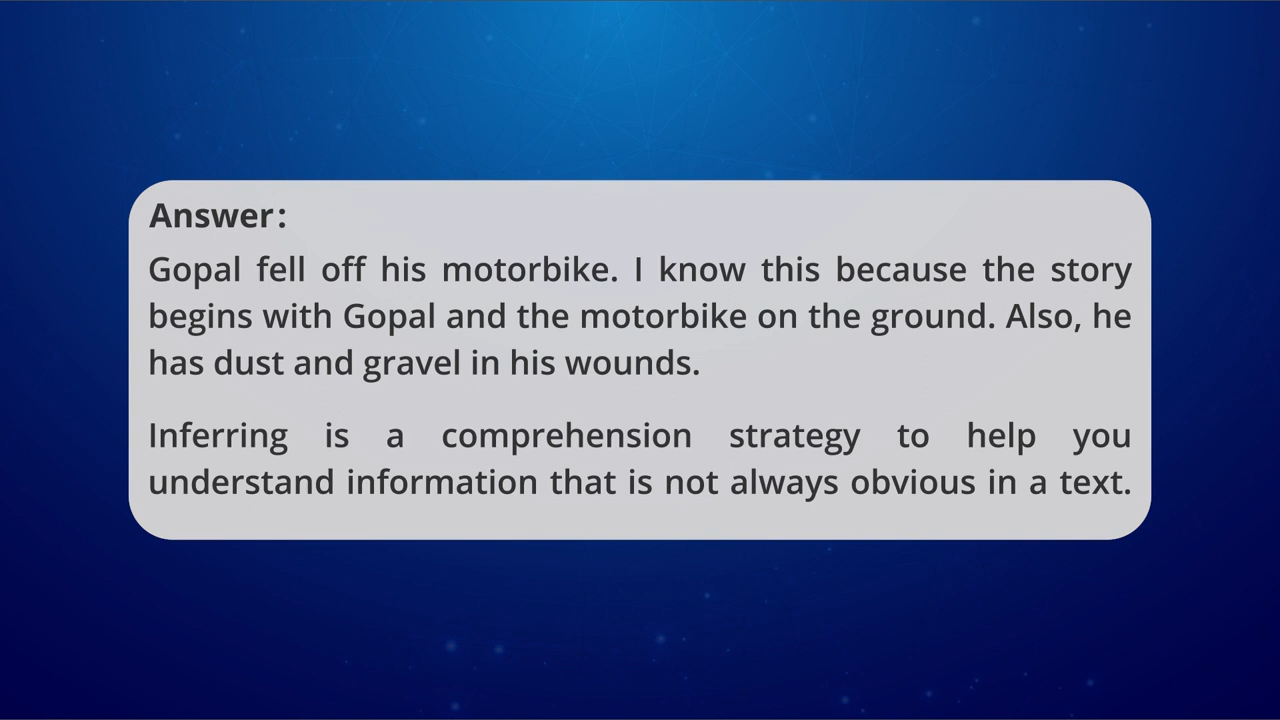 Answer:
Gopal fell off his motorbike. I know this because the story
begins with Gopal and the motorbike on the ground. Also, he
has dust and gravel in his wounds.
Inferring is a comprehension strategy to help you
understand information that is not always obvious in a text.